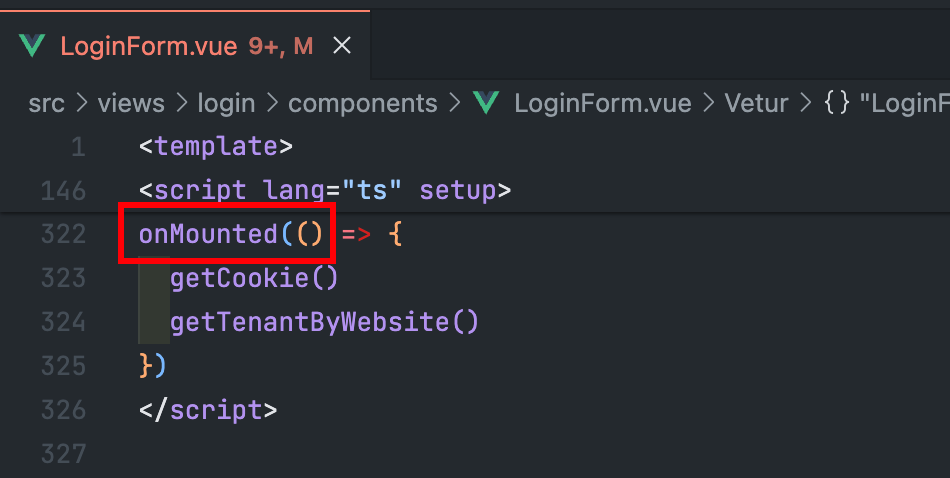 LoginForm.vue 9+, M ×
src > views > login > components > LoginForm.vue > Vetur > {} "LoginF
1 <template>
146 <script lang="ts" setup>
322 onMounted(() => {
323 getCookie()
324 getTenantByWebsite()
325 })
326 </script>
327